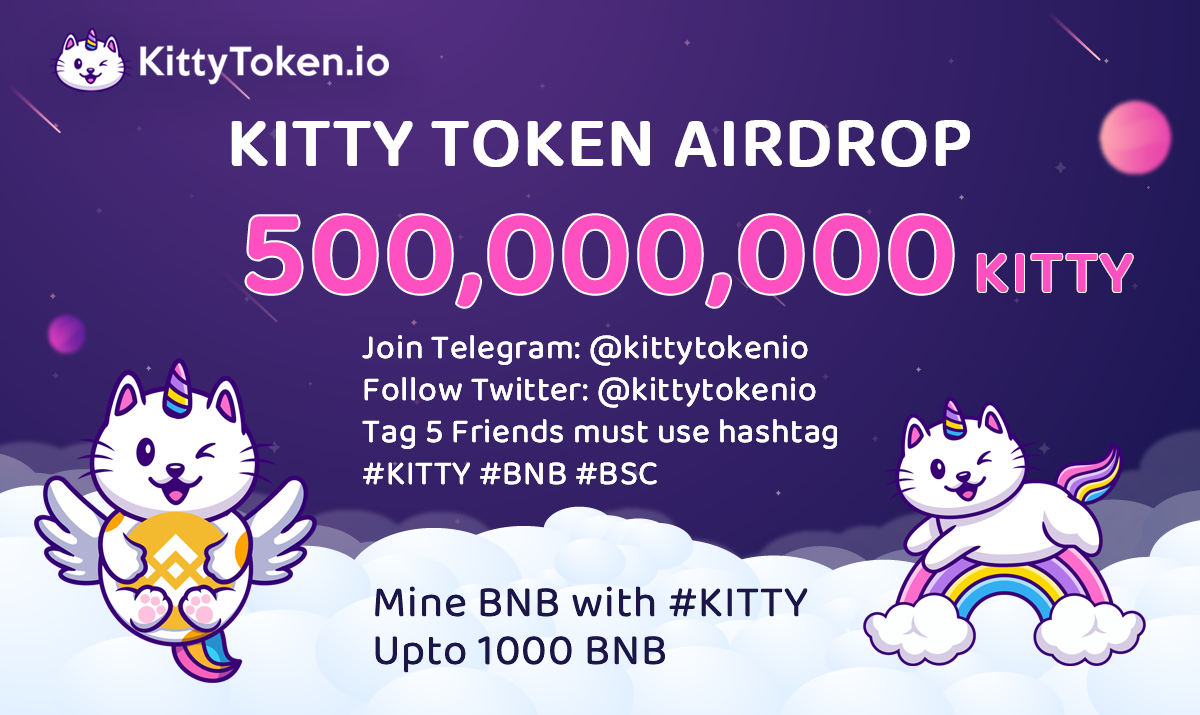 KittyToken.io
KITTY TOKEN AIRDROP
500,000,000 KITTY
Join Telegram: @kittytokenio
Follow Twitter: @kittytokenio
Tag 5 Friends must use hashtag
#KITTY #BNB #BSC
Mine BNB with #KITTY
Upto 1000 BNB